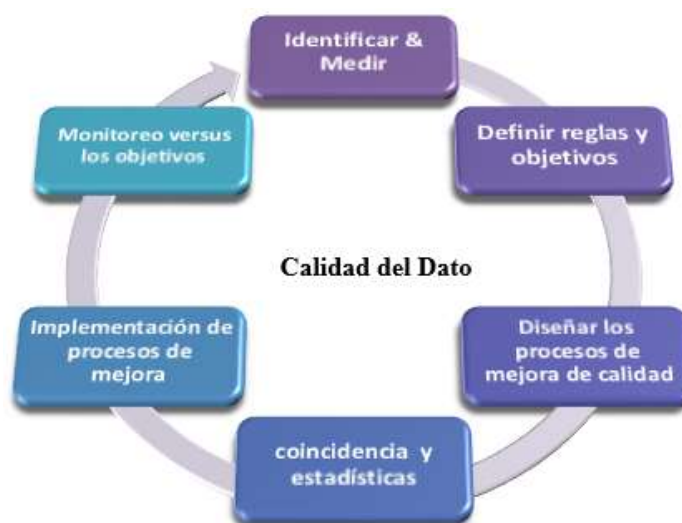 Identificar &
Medir
Definir reglas y
objetivos
Diseñar los
procesos de
mejora de calidad
coincidencia y
estadísticas
Implementación de
procesos de
mejora
Monitoreo versus
los objetivos
Calidad del Dato